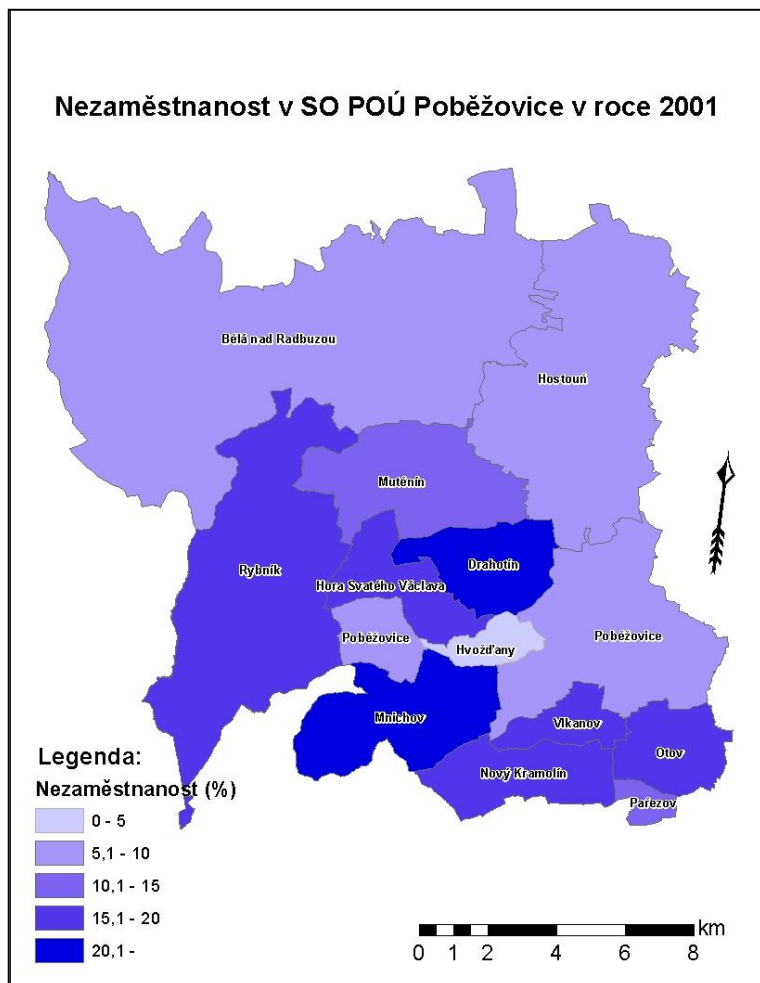 Nezaměstnanost v SO POÚ Poběžovice v roce 2001
Bělá nad Radbuzou
Hostouň
Mutěnín
Drahotín
Rybník
Hora Svatého Václava
Poběžovice
Hvožďany
Poběžovice
Mnichov
Vlkanov
Otov
Nový Kramolín
Pařezov
Legenda:
Nezaměstnanost (%)
0 - 5
5,1 - 10
10,1 - 15
15,1 - 20
20,1 -
km
0 1 2 4 6 8